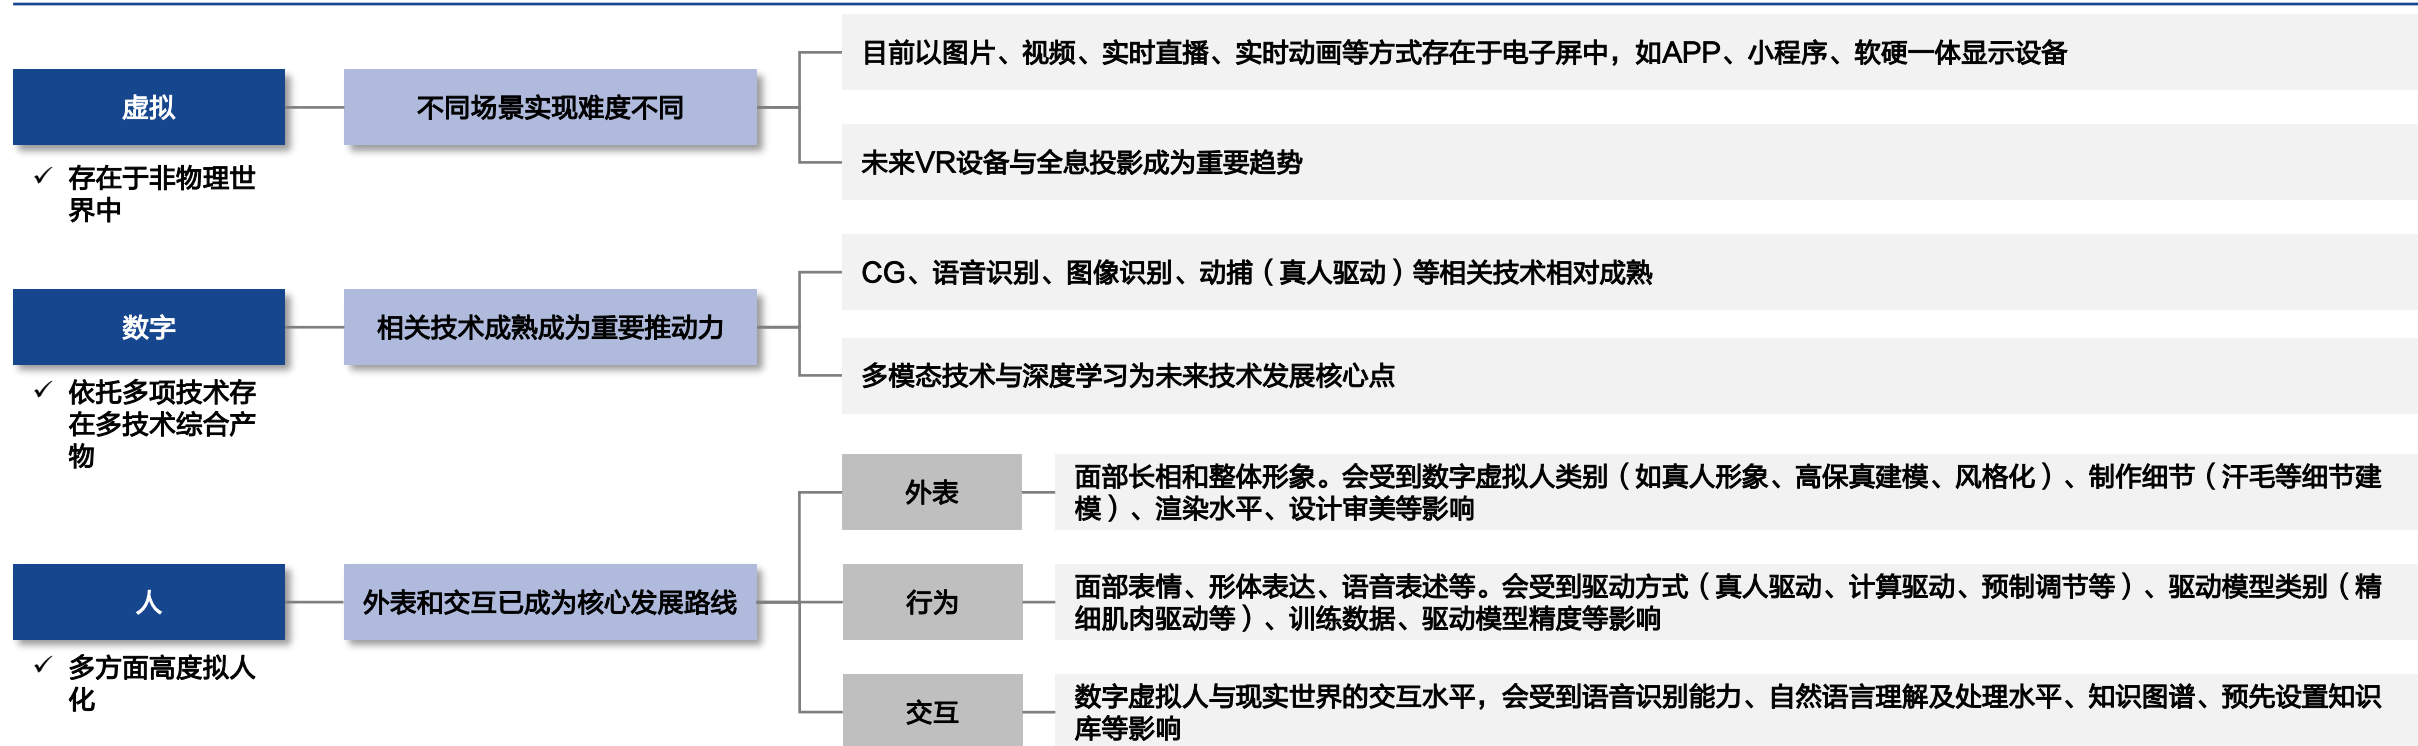 虚拟
✓ 存在于非物理世
界中
不同场景实现难度不同
目前以图片、视频、实时直播、实时动画等方式存在于电子屏中，如APP、小程序、软硬一体显示设备
未来VR设备与全息投影成为重要趋势
数字
✓ 依托多项技术存
在多技术综合产
物
相关技术成熟成为重要推动力
CG、语音识别、图像识别、动捕（真人驱动）等相关技术相对成熟
多模态技术与深度学习为未来技术发展核心点
人
✓ 多方面高度拟人
化
外表和交互已成为核心发展路线
外表
面部长相和整体形象。会受到数字虚拟人类别（如真人形象、高保真建模、风格化）、制作细节（汗毛等细节建
模）、渲染水平、设计审美等影响
行为
面部表情、形体表达、语音表述等。会受到驱动方式（真人驱动、计算驱动、预制调节等）、驱动模型类别（精
细肌肉驱动等）、训练数据、驱动模型精度等影响
交互
数字虚拟人与现实世界的交互水平，会受到语音识别能力、自然语言理解及处理水平、知识图谱、预先设置知识
库等影响